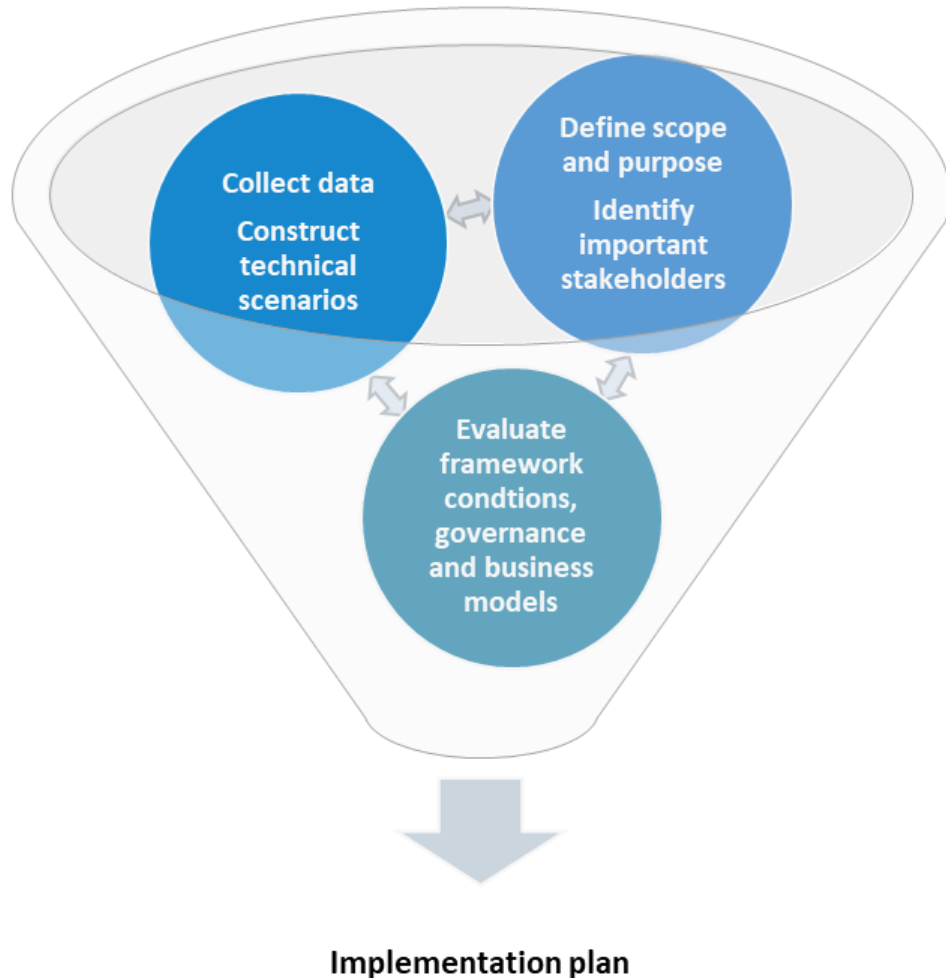 Collect data
Construct
technical
scenarios
Define scope
and purpose
Identify
important
stakeholders
Evaluate
framework
condtions,
governance
and business
models
Implementation plan